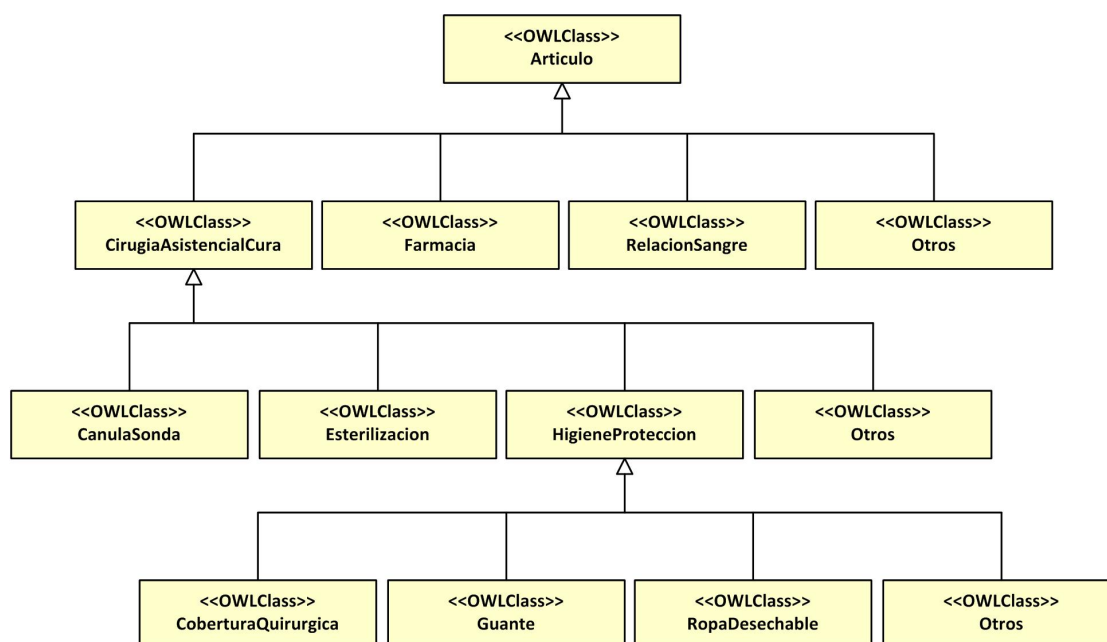 <<OWLClass>>
Articulo
<<OWLClass>>
CirugiaAsistencialCura
<<OWLClass>>
Farmacia
<<OWLClass>>
RelacionSangre
<<OWLClass>>
Otros
<<OWLClass>>
CanulaSonda
<<OWLClass>>
Esterilizacion
<<OWLClass>>
HigieneProteccion
<<OWLClass>>
Otros
<<OWLClass>>
CoberturaQuirurgica
<<OWLClass>>
Guante
<<OWLClass>>
RopaDesechable
<<OWLClass>>
Otros